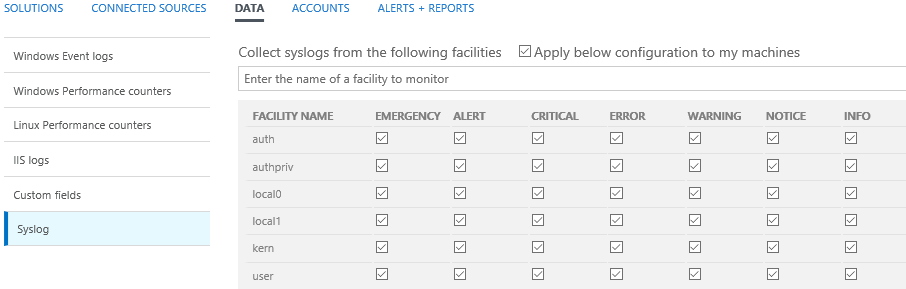 SOLUTIONS CONNECTED SOURCES DATA ACCOUNTS ALERTS + REPORTS
Windows Event logs
Windows Performance counters
Linux Performance counters
IIS logs
Custom fields
Syslog
Collect syslogs from the following facilities Apply below configuration to my machines
Enter the name of a facility to monitor
FACILITY NAME EMERGENCY ALERT CRITICAL ERROR WARNING NOTICE INFO
auth
authpriv
local0
local1
kern
user